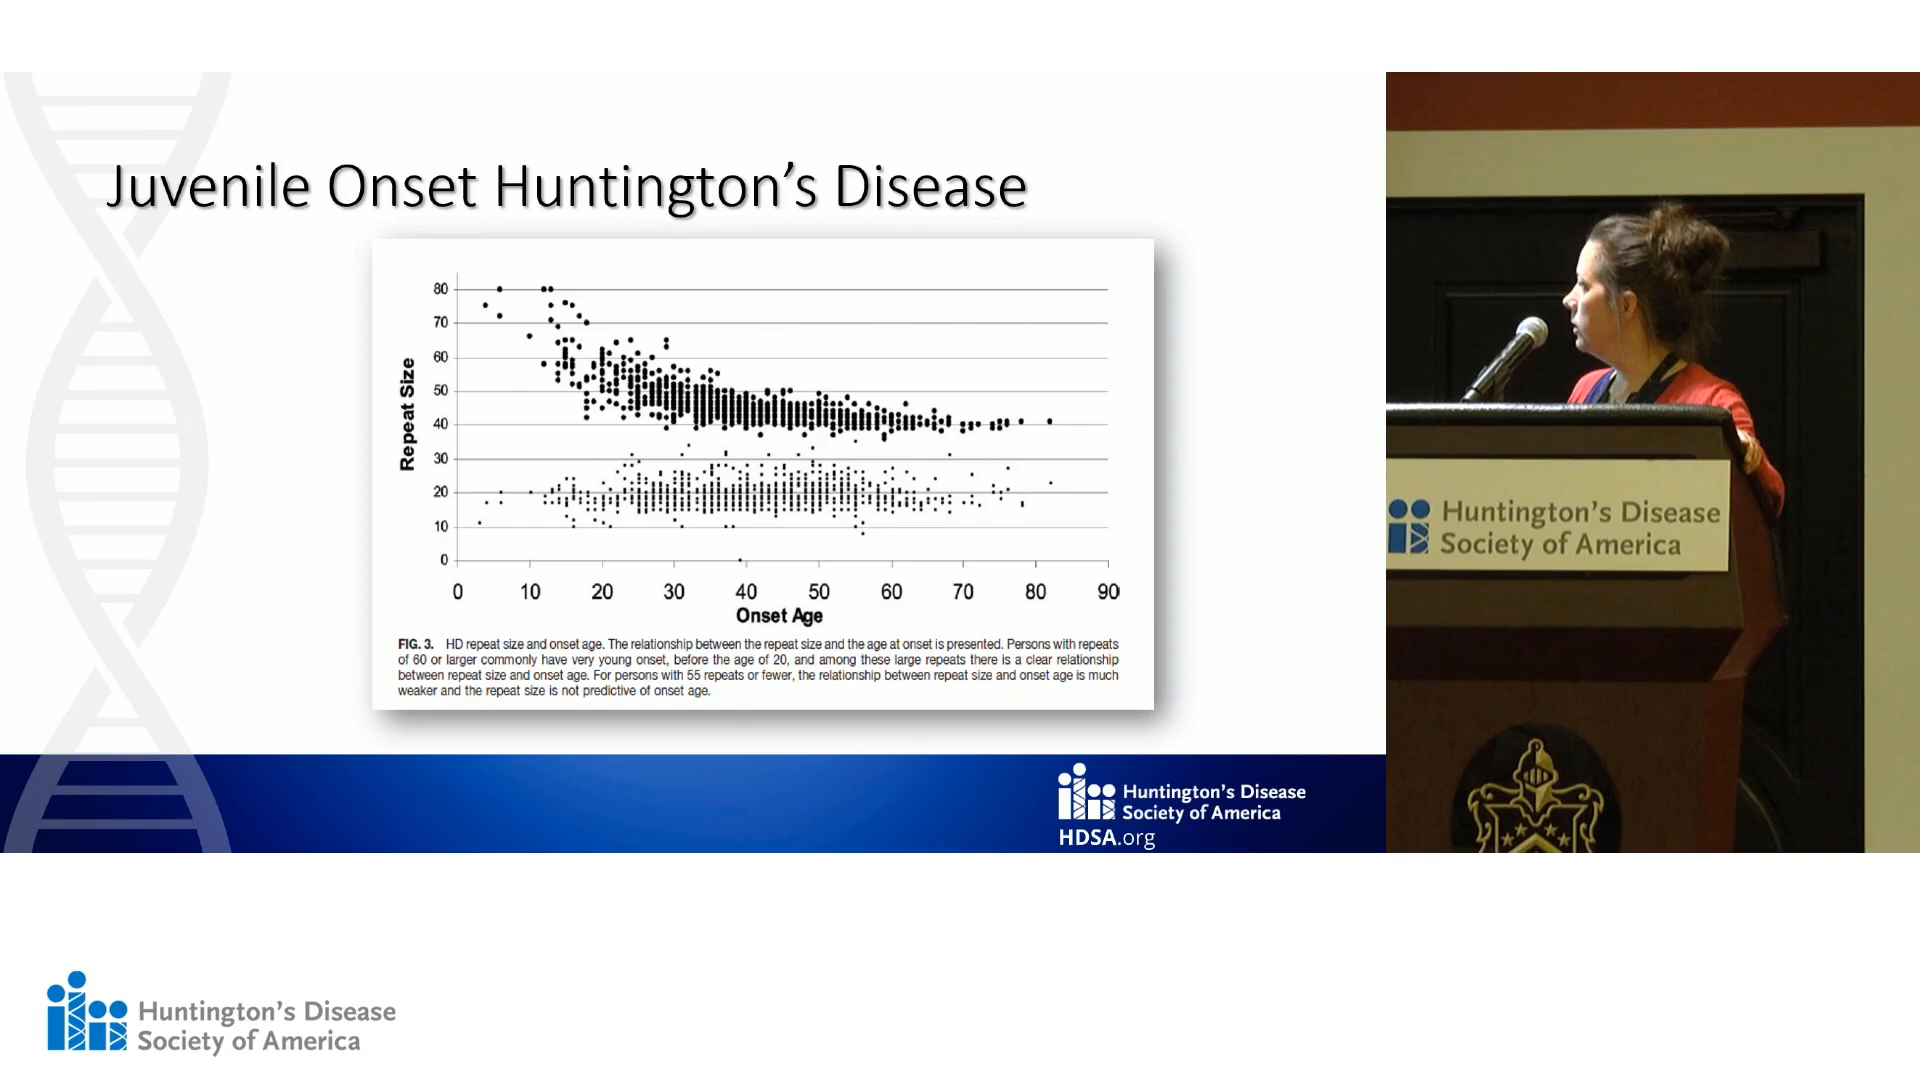 Juvenile Onset Huntington's Disease
80
70
60
50
40
30
20
10
0
Repeat Size
0 10 20 30 40 50 60 70 80 90
Onset Age
FIG. 3. HD repeat size and onset age. The relationship between the repeat size and the age at onset is presented. Persons with repeats
of 60 or larger commonly have very young onset, before the age of 20, and among these large repeats there is a clear relationship
between repeat size and onset age. For persons with 55 repeats or fewer, the relationship between repeat size and onset age is much
weaker and the repeat size is not predictive of onset age.
Huntington's Disease
Society of America
HDSA.org
Huntington's Disease
Society of America
Huntington's Disease
Society of America